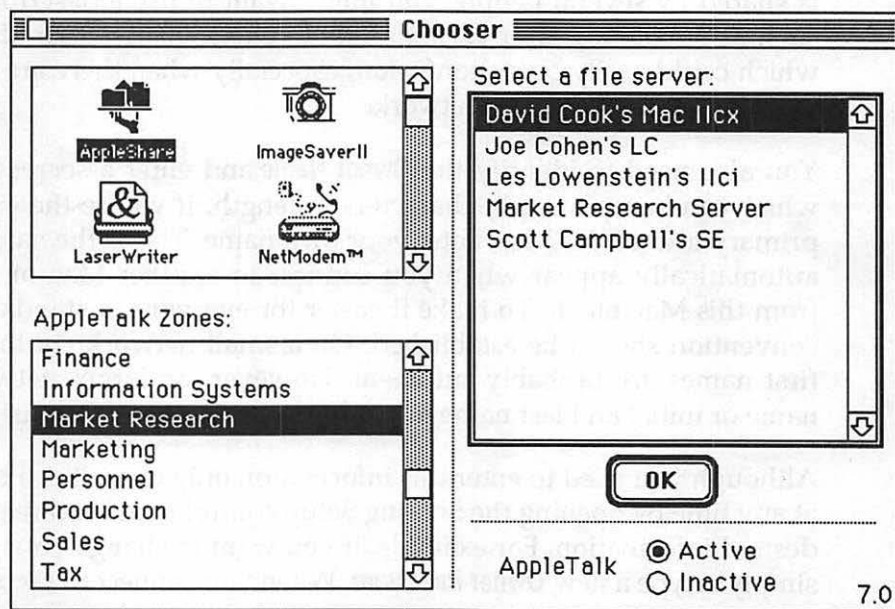 Chooser
AppleShare
ImageSaver II
LaserWriter
NetModem™
AppleTalk Zones:
Finance
Information Systems
Market Research
Marketing
Personnel
Production
Sales
Tax
Select a file server:
David Cook's Mac IIcx
Joe Cohen's LC
Les Lowenstein's IIci
Market Research Server
Scott Campbell's SE
OK
AppleTalk
Active
Inactive
7.0